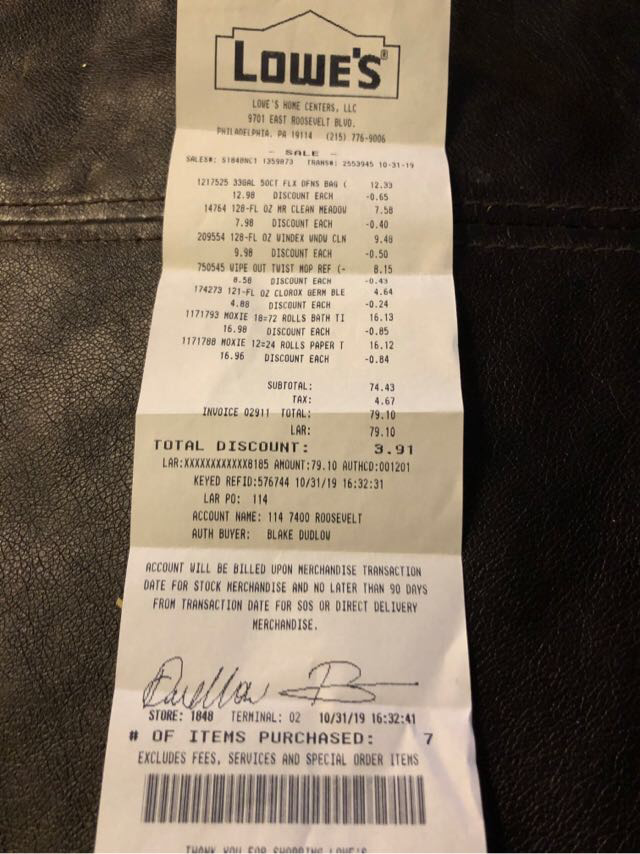 LOWE'S®
LOWE'S HOME CENTERS, LLC
9701 EAST ROOSEVELT BLVD.
PHILADELPHIA, PA 19114 (215) 776-9006
- SALE -
SALES#: S1848NC1 1359873 TRANS#: 2553945 10-31-19
1217525 33GAL 50CT FLX DFNS BAG ( 12.33
12.98 DISCOUNT EACH -0.65
14764 128-FL OZ MR CLEAN MEADOW 7.58
7.98 DISCOUNT EACH -0.40
209554 128-FL OZ WINDEX WNDW CLN 9.48
9.98 DISCOUNT EACH -0.50
750545 WIPE OUT TWIST MOP REF (- 8.15
8.58 DISCOUNT EACH -0.43
174273 121-FL OZ CLOROX GERM BLE 4.64
4.88 DISCOUNT EACH -0.24
1171793 MOXIE 18=72 ROLLS BATH TI 16.13
16.98 DISCOUNT EACH -0.85
1171788 MOXIE 12=24 ROLLS PAPER T 16.12
16.96 DISCOUNT EACH -0.84
SUBTOTAL: 74.43
TAX: 4.67
INVOICE 02911 TOTAL: 79.10
LAR: 79.10
TOTAL DISCOUNT: 3.91
LAR:XXXXXXXXXXXX8185 AMOUNT:79.10 AUTHCD:001201
KEYED REFID:576744 10/31/19 16:32:31
LAR PO: 114
ACCOUNT NAME: 114 7400 ROOSEVELT
AUTH BUYER: BLAKE DUDLOW
ACCOUNT WILL BE BILLED UPON MERCHANDISE TRANSACTION
DATE FOR STOCK MERCHANDISE AND NO LATER THAN 90 DAYS
FROM TRANSACTION DATE FOR SOS OR DIRECT DELIVERY
MERCHANDISE.
STORE: 1848 TERMINAL: 02 10/31/19 16:32:41
# OF ITEMS PURCHASED: 7
EXCLUDES FEES, SERVICES AND SPECIAL ORDER ITEMS
THANK YOU FOR SHOPPING LOWE'S